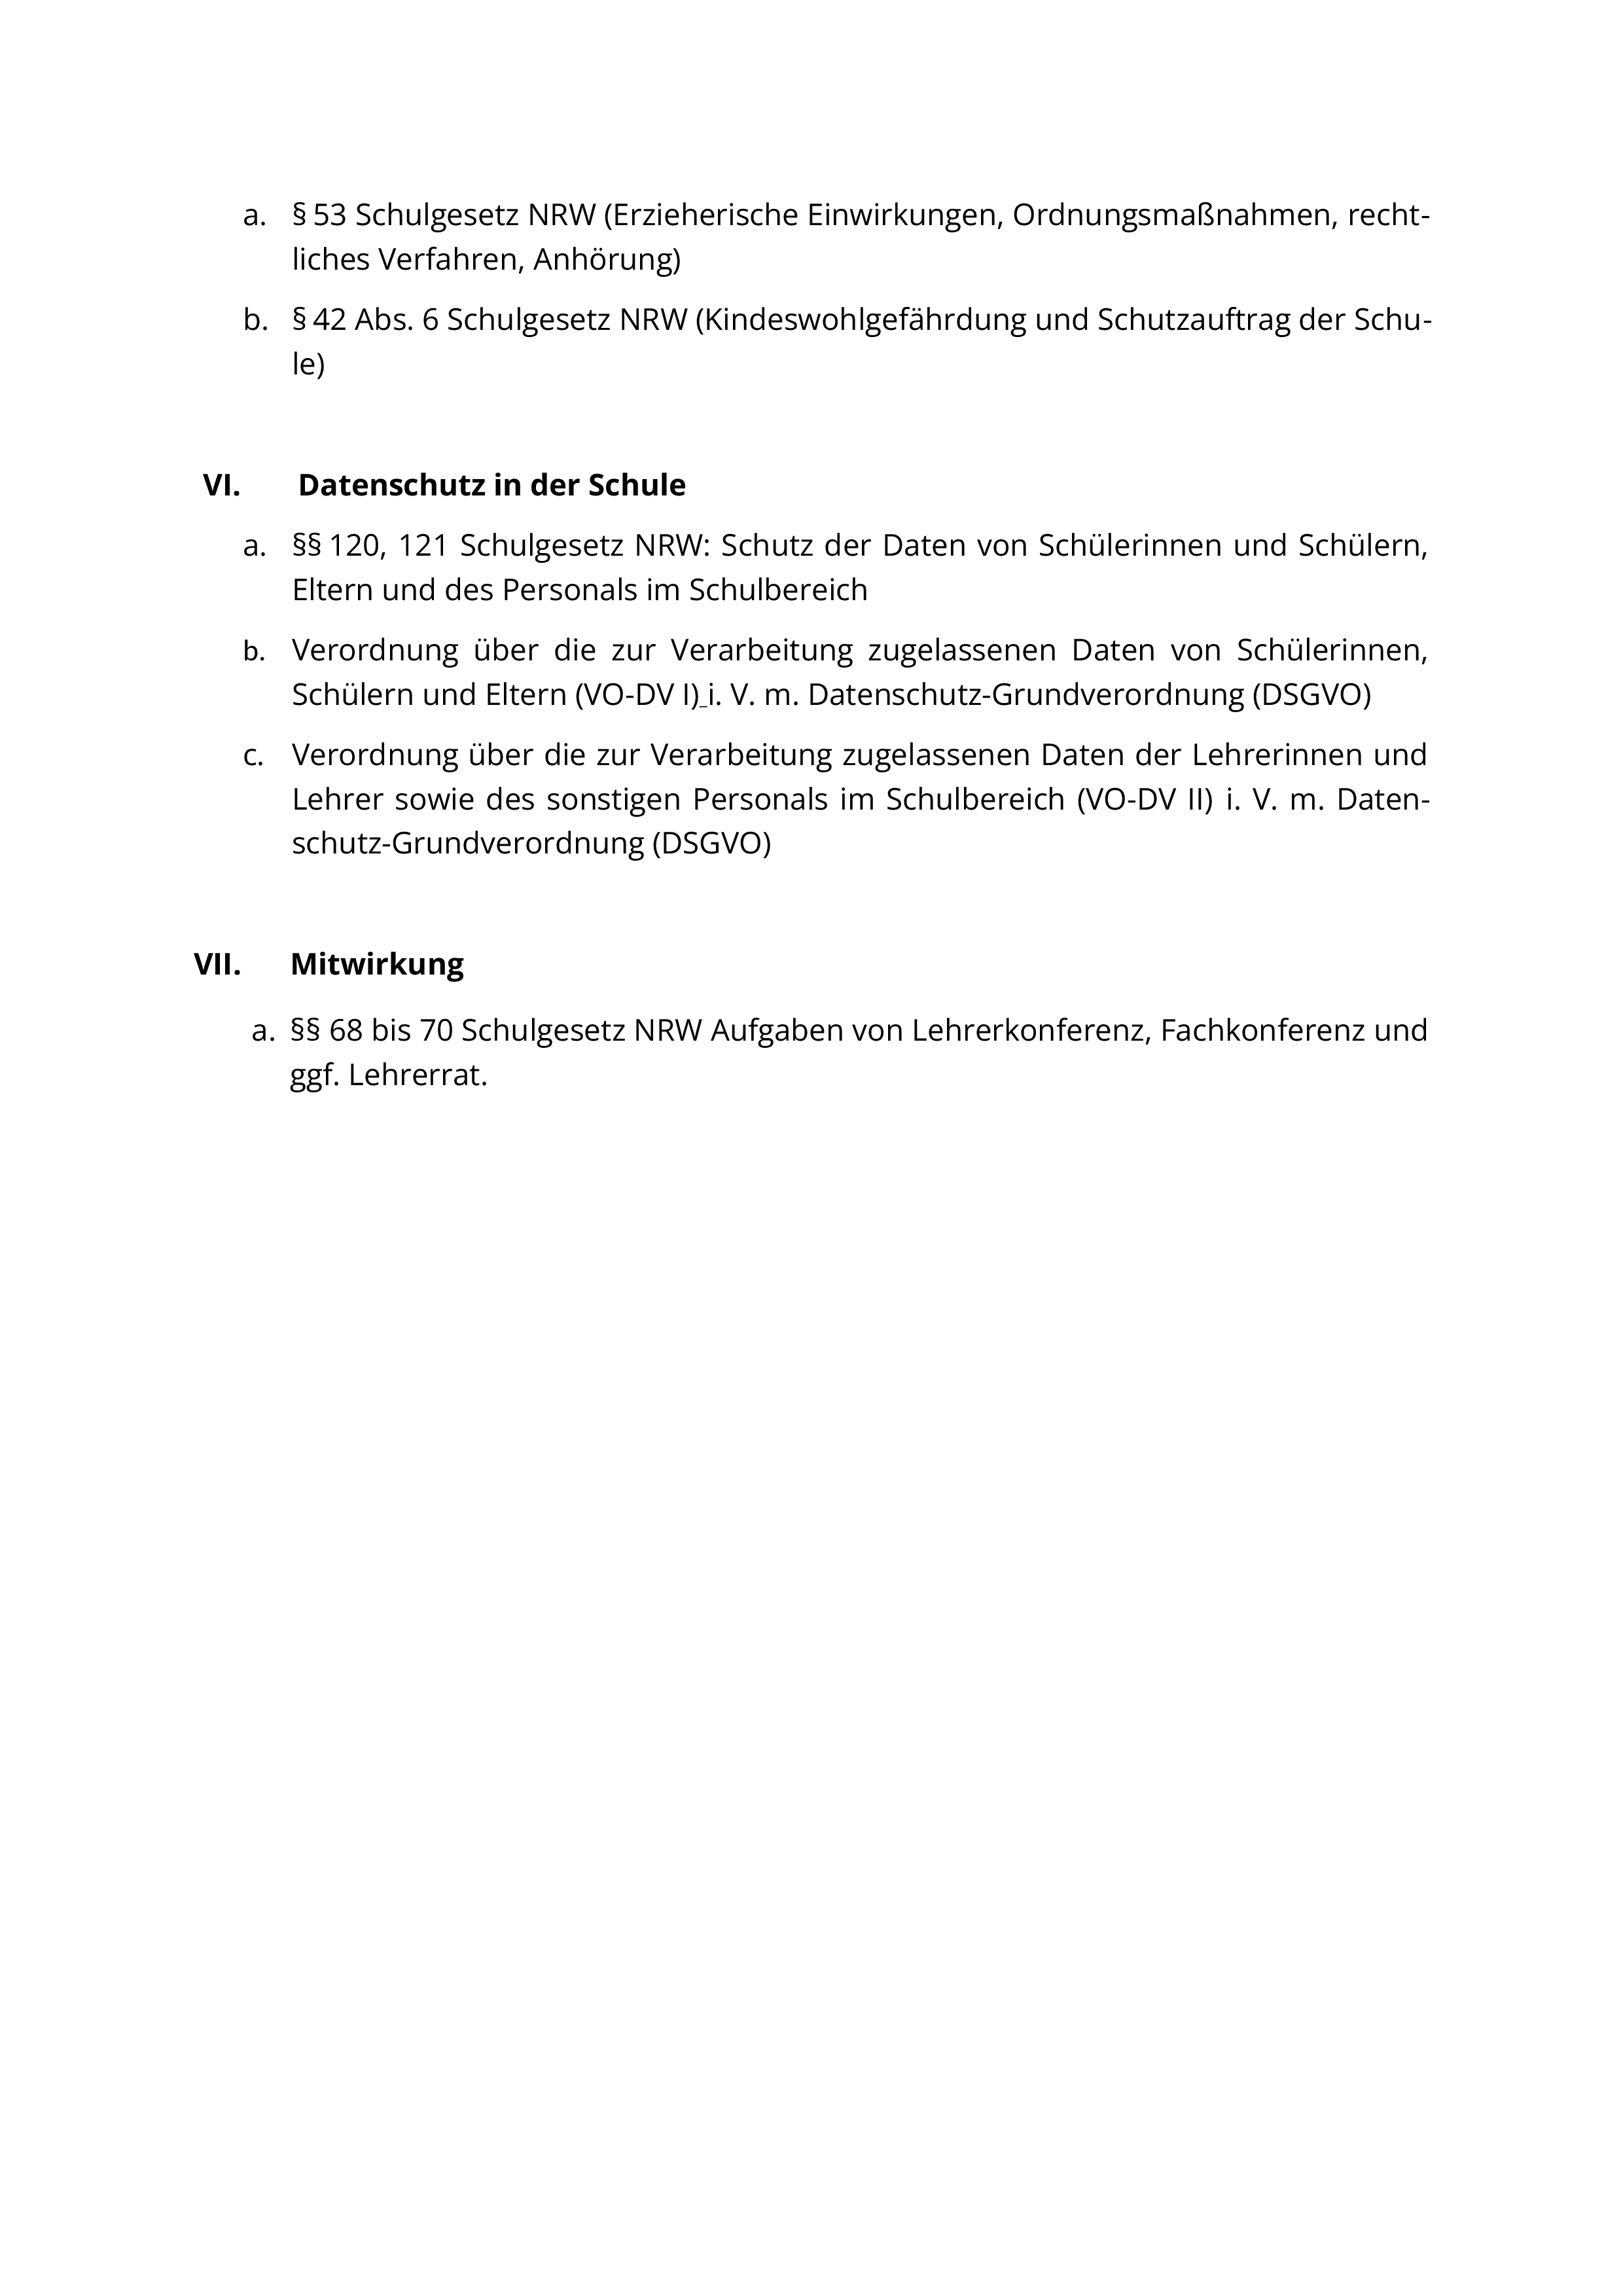 a. § 53 Schulgesetz NRW (Erzieherische Einwirkungen, Ordnungsmaßnahmen, recht-
liches Verfahren, Anhörung)
b. § 42 Abs. 6 Schulgesetz NRW (Kindeswohlgefährdung und Schutzauftrag der Schu-
le)
VI. Datenschutz in der Schule
a. §§ 120, 121 Schulgesetz NRW: Schutz der Daten von Schülerinnen und Schülern,
Eltern und des Personals im Schulbereich
b. Verordnung über die zur Verarbeitung zugelassenen Daten von Schülerinnen,
Schülern und Eltern (VO-DV I)_i. V. m. Datenschutz-Grundverordnung (DSGVO)
c. Verordnung über die zur Verarbeitung zugelassenen Daten der Lehrerinnen und
Lehrer sowie des sonstigen Personals im Schulbereich (VO-DV II) i. V. m. Daten-
schutz-Grundverordnung (DSGVO)
VII. Mitwirkung
a. §§ 68 bis 70 Schulgesetz NRW Aufgaben von Lehrerkonferenz, Fachkonferenz und
ggf. Lehrerrat.